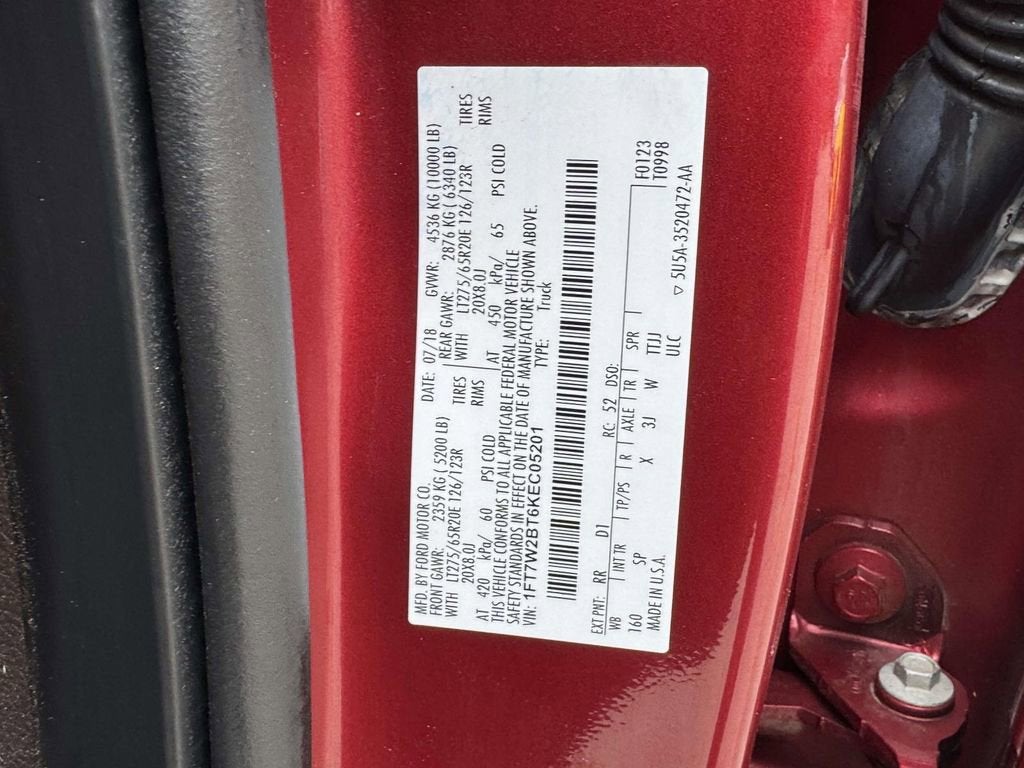 MFD. BY FORD MOTOR CO. DATE: 07/18 GVWR: 4536 KG (10000 LB)
FRONT GAWR: 2359 KG ( 5200 LB) REAR GAWR: 2876 KG ( 6340 LB)
WITH LT275/65R20E 126/123R TIRES WITH LT275/65R20E 126/123R TIRES
20X8.0J RIMS 20X8.0J RIMS
AT 420 kPa/ 60 PSI COLD AT 450 kPa/ 65 PSI COLD
THIS VEHICLE CONFORMS TO ALL APPLICABLE FEDERAL MOTOR VEHICLE
SAFETY STANDARDS IN EFFECT ON THE DATE OF MANUFACTURE SHOWN ABOVE.
VIN: 1FT7W2BT6KEC05201 TYPE: Truck
EXT PNT: RR D1 RC: 52 DSO: F0123
WB INTR TP/PS R AXLE TR SPR T0998
160 SP X 3J W TTJJ
MADE IN U.S.A. ULC
▽ 5U5A-3520472-AA